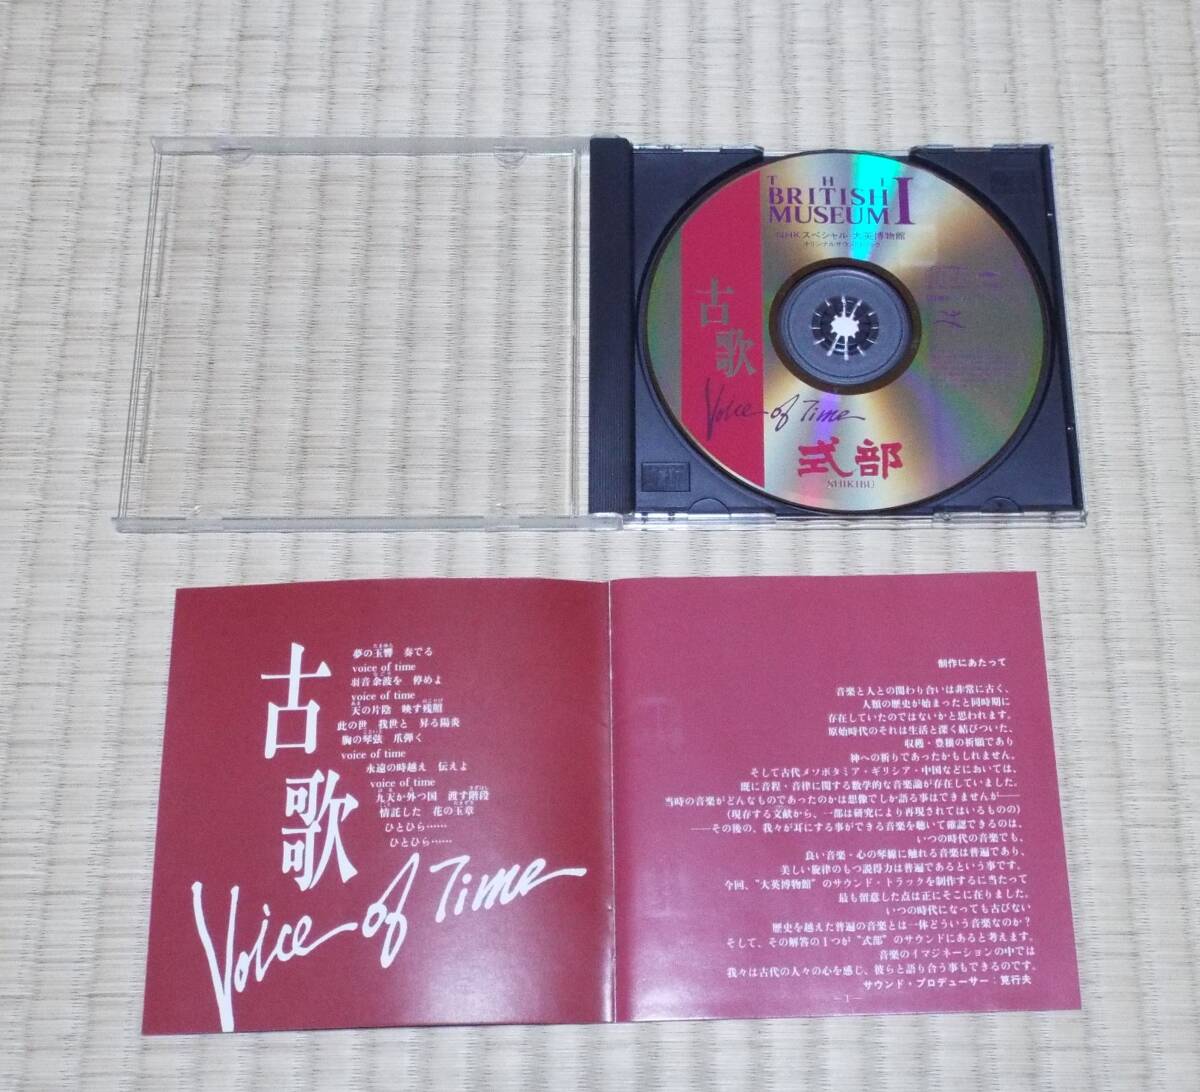 THE
BRITISH
MUSEUM I
NHKスペシャル 大英博物館
オリジナルサウンドトラック
古歌
Voice of Time
式部
SHIKIBU
古歌
Voice of Time
夢の玉響 奏でる
voice of time
羽音余波を 停めよ
voice of time
天の片陰 映す残照
此の世 我世と 昇る陽炎
胸の琴弦 爪弾く
voice of time
永遠の時越え 伝えよ
voice of time
九天か外つ国 渡す階段
情託した 花の玉章
ひとひら……
ひとひら……
制作にあたって
音楽と人との関わり合いは非常に古く、
人類の歴史が始まったと同時期に
存在していたのではないかと思われます。
原始時代のそれは生活と深く結びついた、
収穫・豊穣の祈願であり
神への祈りであったかもしれません。
そして古代メソポタミア・ギリシア・中国などにおいては、
既に音程・音律に関する数学的な音楽論が存在していました。
当時の音楽がどんなものであったのかは想像でしか語る事はできませんが――
(現存する文献から、一部は研究により再現されてはいるものの)
――その後の、我々が耳にする事ができる音楽を聴いて確認できるのは、
いつの時代の音楽でも、
良い音楽・心の琴線に触れる音楽は普遍であり、
美しい旋律のもつ説得力は普遍であるという事です。
今回、“大英博物館”のサウンド・トラックを制作するに当たって
最も留意した点は正にそこに在りました。
いつの時代になっても古びない
歴史を越えた普遍の音楽とは一体どういう音楽なのか?
そして、その解答の1つが“式部”のサウンドにあると考えます。
音楽のイマジネーションの中では
我々は古代の人々の心を感じ、彼らと語り合う事もできるのです。
サウンド・プロデューサー:筧行夫
―1―